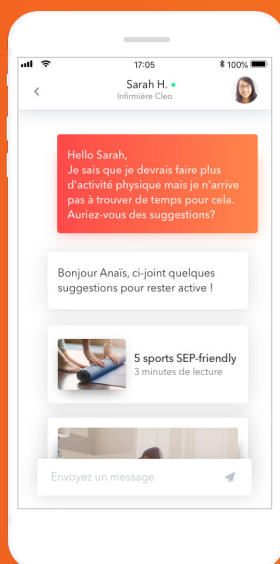 17:05
100%
Sarah H.
Infirmière Cleo
Hello Sarah,
Je sais que je devrais faire plus
d'activité physique mais je n'arrive
pas à trouver de temps pour cela.
Auriez-vous des suggestions?
Bonjour Anaïs, ci-joint quelques
suggestions pour rester active !
5 sports SEP-friendly
3 minutes de lecture
Envoyez un message